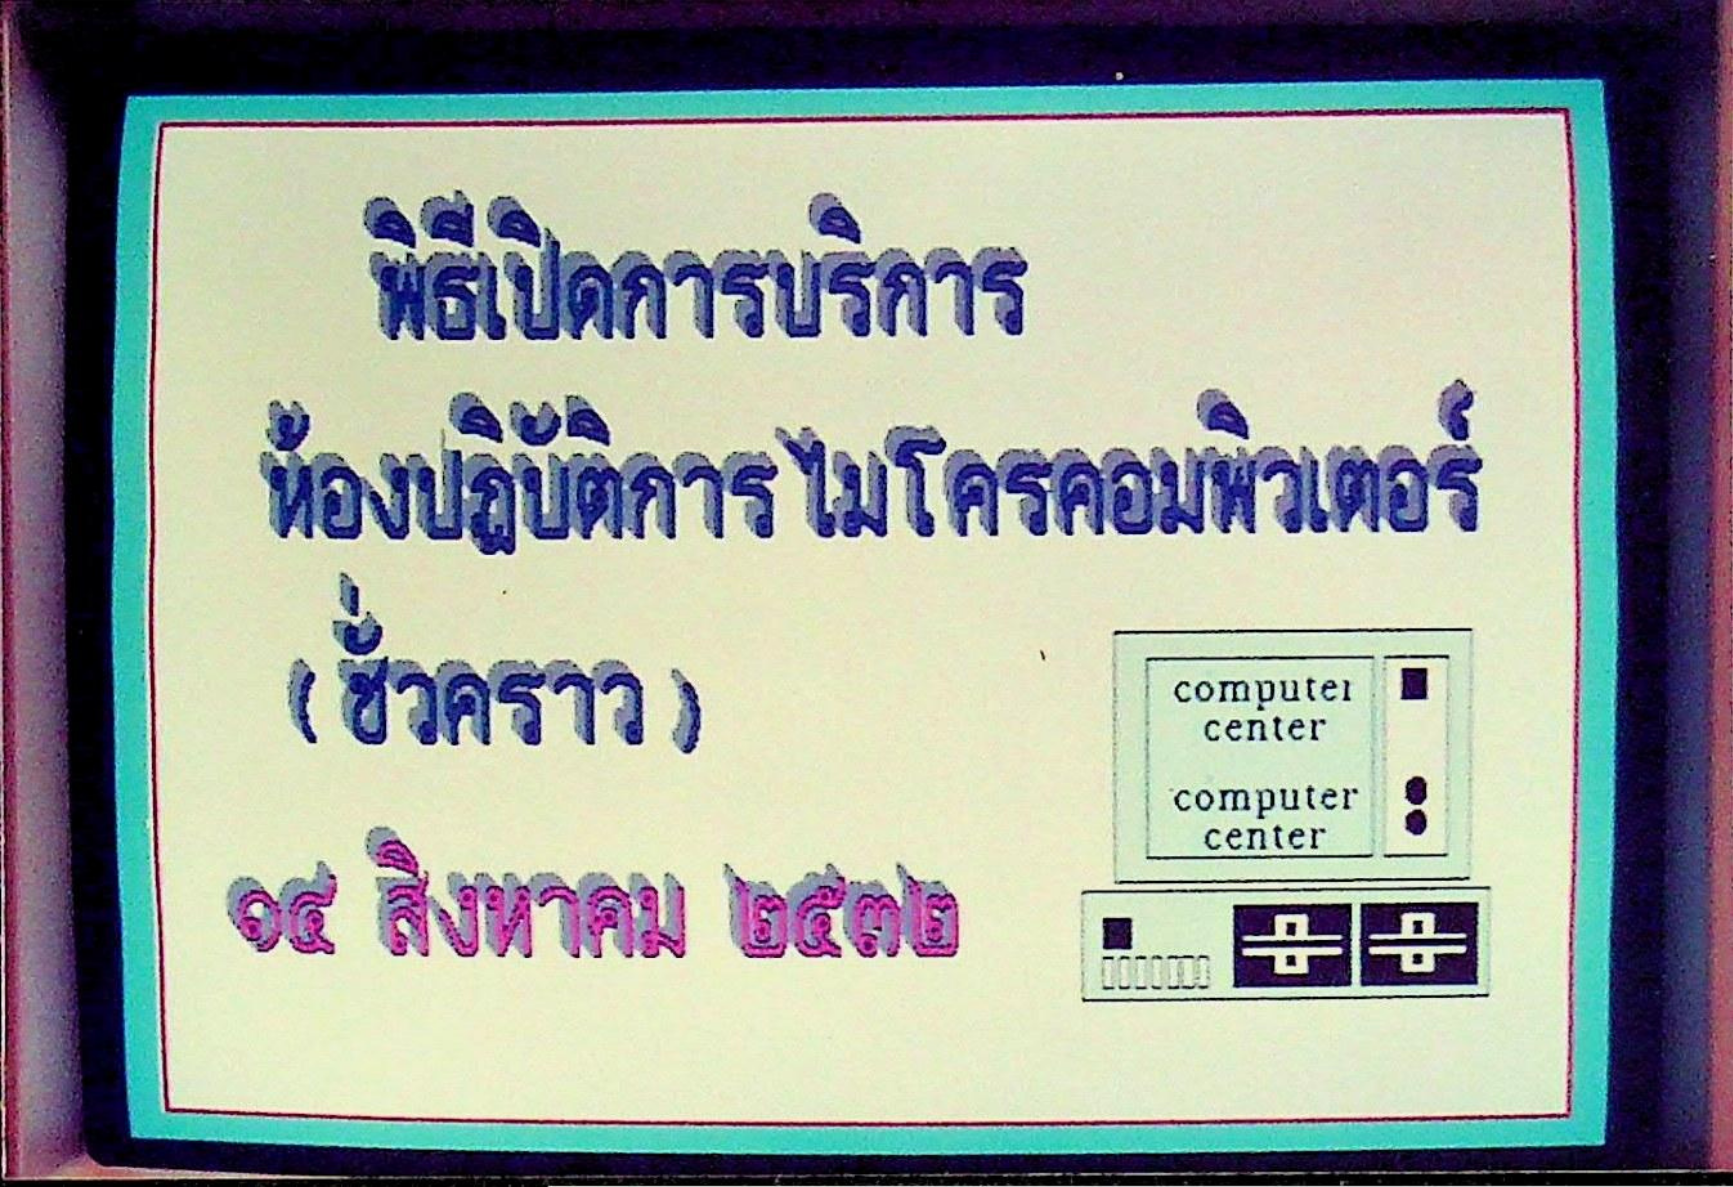 พิธีเปิดการบริการ
ห้องปฏิบัติการไมโครคอมพิวเตอร์
(ชั่วคราว)
๑๔ สิงหาคม ๒๕๓๒
computer
center
computer
center